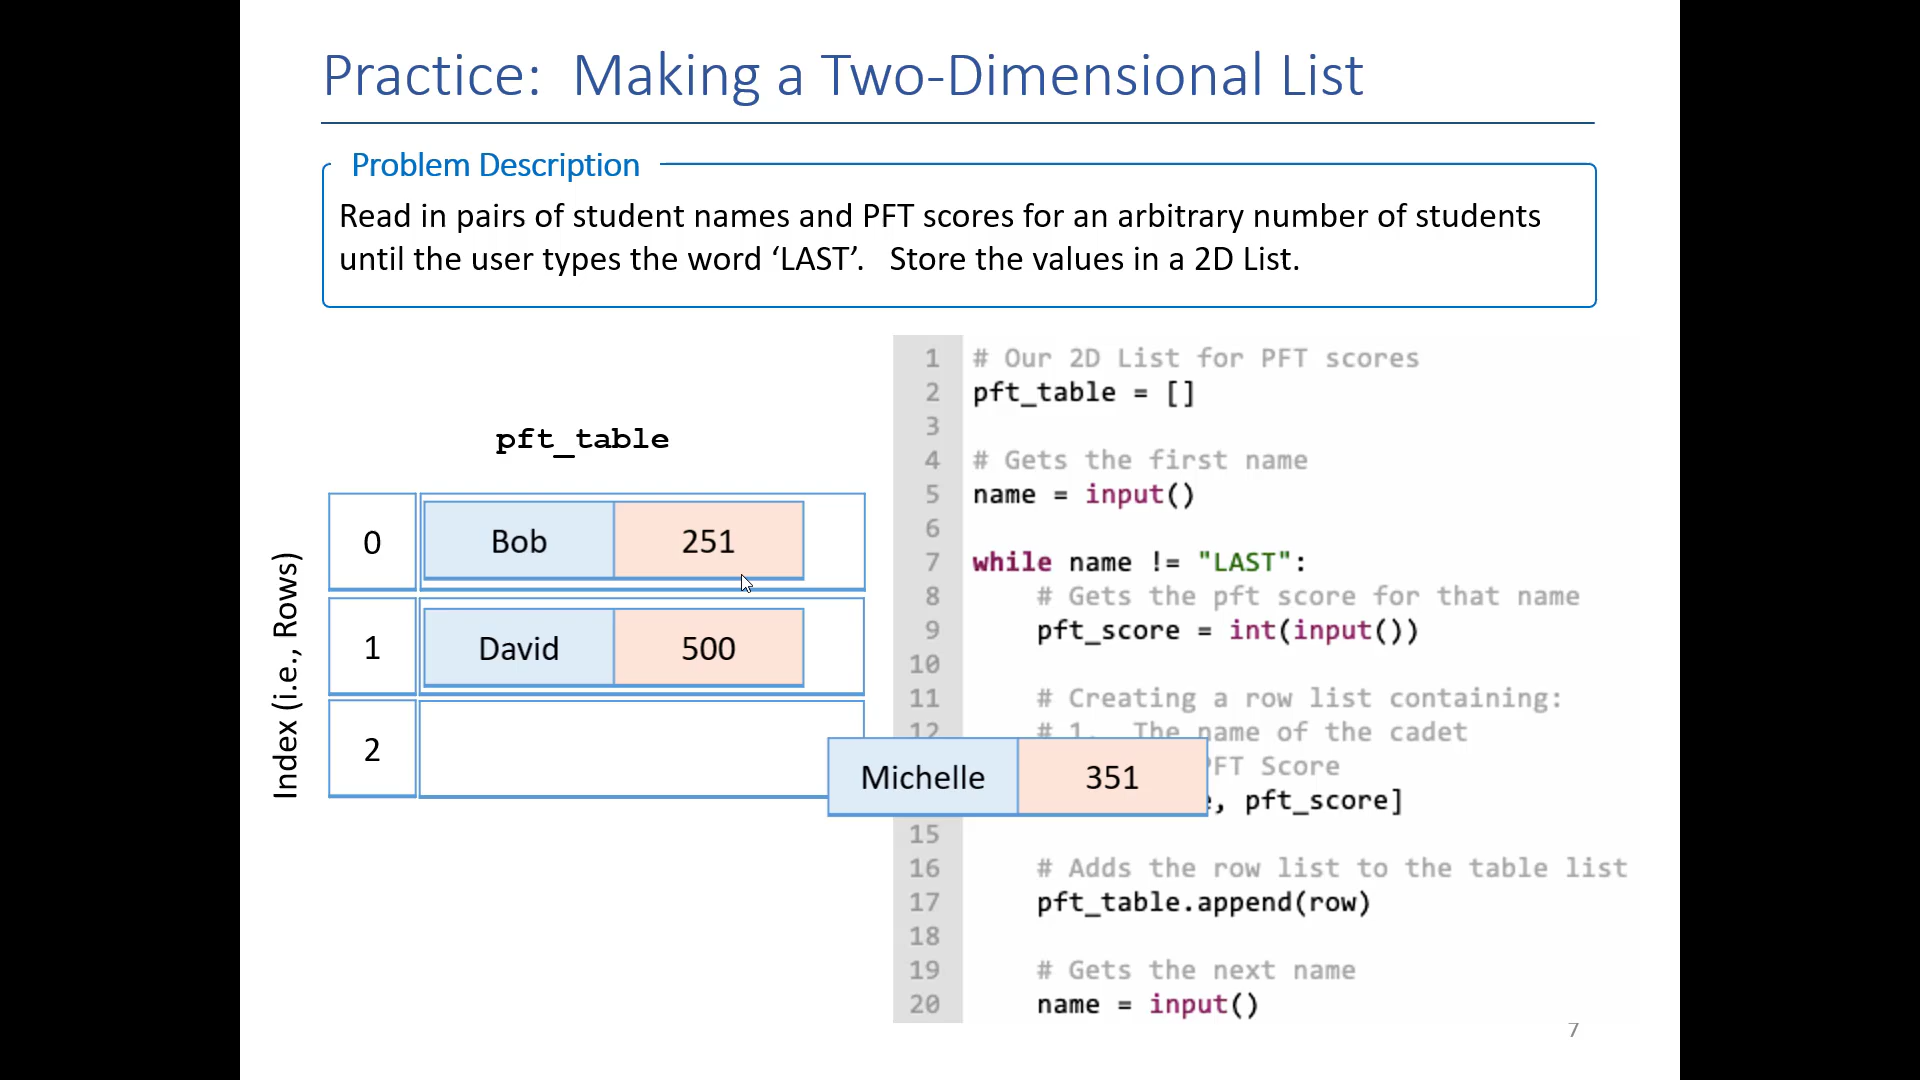 Practice:  Making a Two-Dimensional List
Problem Description
Read in pairs of student names and PFT scores for an arbitrary number of students
until the user types the word ‘LAST’.   Store the values in a 2D List.
pft_table
Index (i.e., Rows)
0 Bob 251
1 David 500
2
Michelle 351
1 # Our 2D List for PFT scores
2 pft_table = []
3
4 # Gets the first name
5 name = input()
6
7 while name != "LAST":
8     # Gets the pft score for that name
9     pft_score = int(input())
10
11     # Creating a row list containing:
12     # 1.  The name of the cadet
PFT Score
, pft_score]
15
16     # Adds the row list to the table list
17     pft_table.append(row)
18
19     # Gets the next name
20     name = input()
7